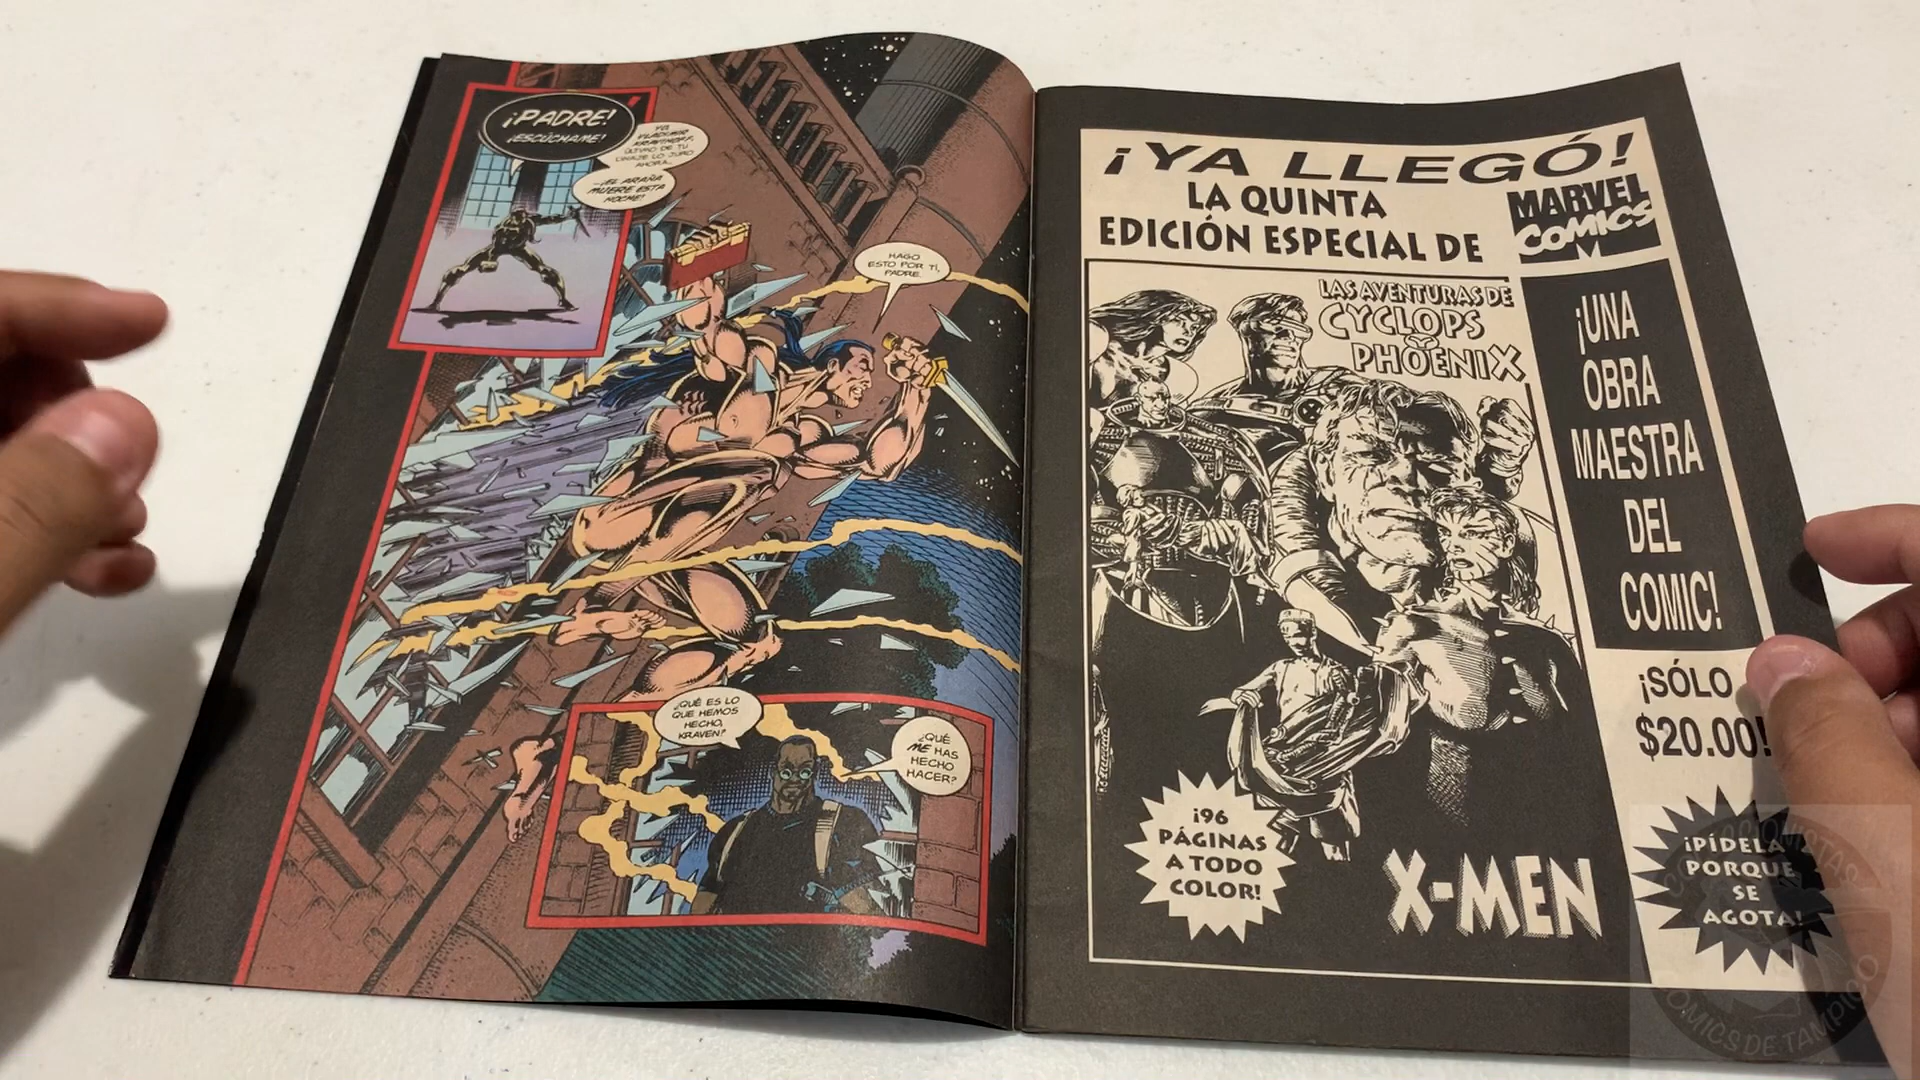 ¡PADRE!
¡ESCÚCHAME!
YO,
VLADIMIR
KRAVINOFF,
ÚLTIMO DE TU
LINAJE LO JURO
AHORA...
...¡EL ARAÑA
MUERE ESTA
NOCHE!
HAGO
ESTO POR TI,
PADRE.
¿QUÉ ES LO
QUE HEMOS
HECHO,
KRAVEN?
¿QUÉ
ME HAS
HECHO
HACER?
¡YA LLEGÓ!
LA QUINTA
EDICIÓN ESPECIAL DE
MARVEL
COMICS
LAS AVENTURAS DE
CYCLOPS
Y
PHOENIX
¡UNA
OBRA
MAESTRA
DEL
COMIC!
¡SÓLO
$20.00!
¡96
PÁGINAS
A TODO
COLOR!
X-MEN
¡PÍDELA
PORQUE
SE
AGOTA!
COMICS DE TAMPICO